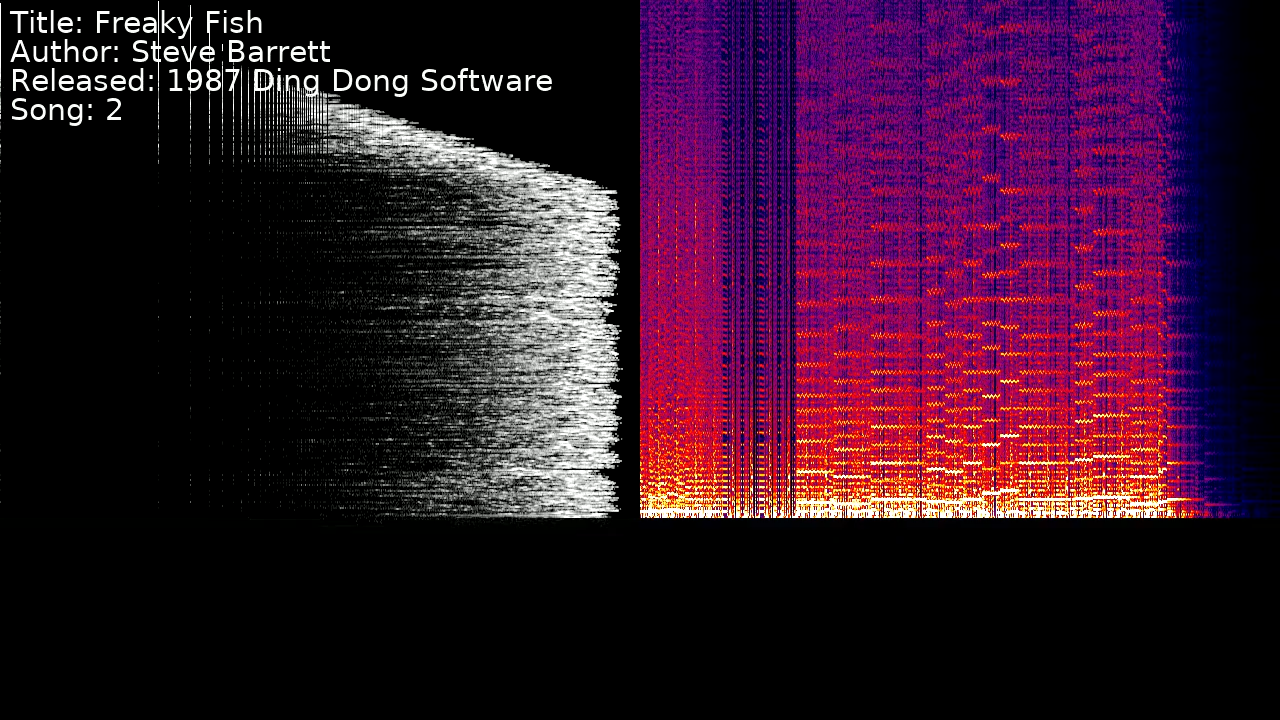 Title: Freaky Fish
Author: Steve Barrett
Released: 1987 Ding Dong Software
Song: 2